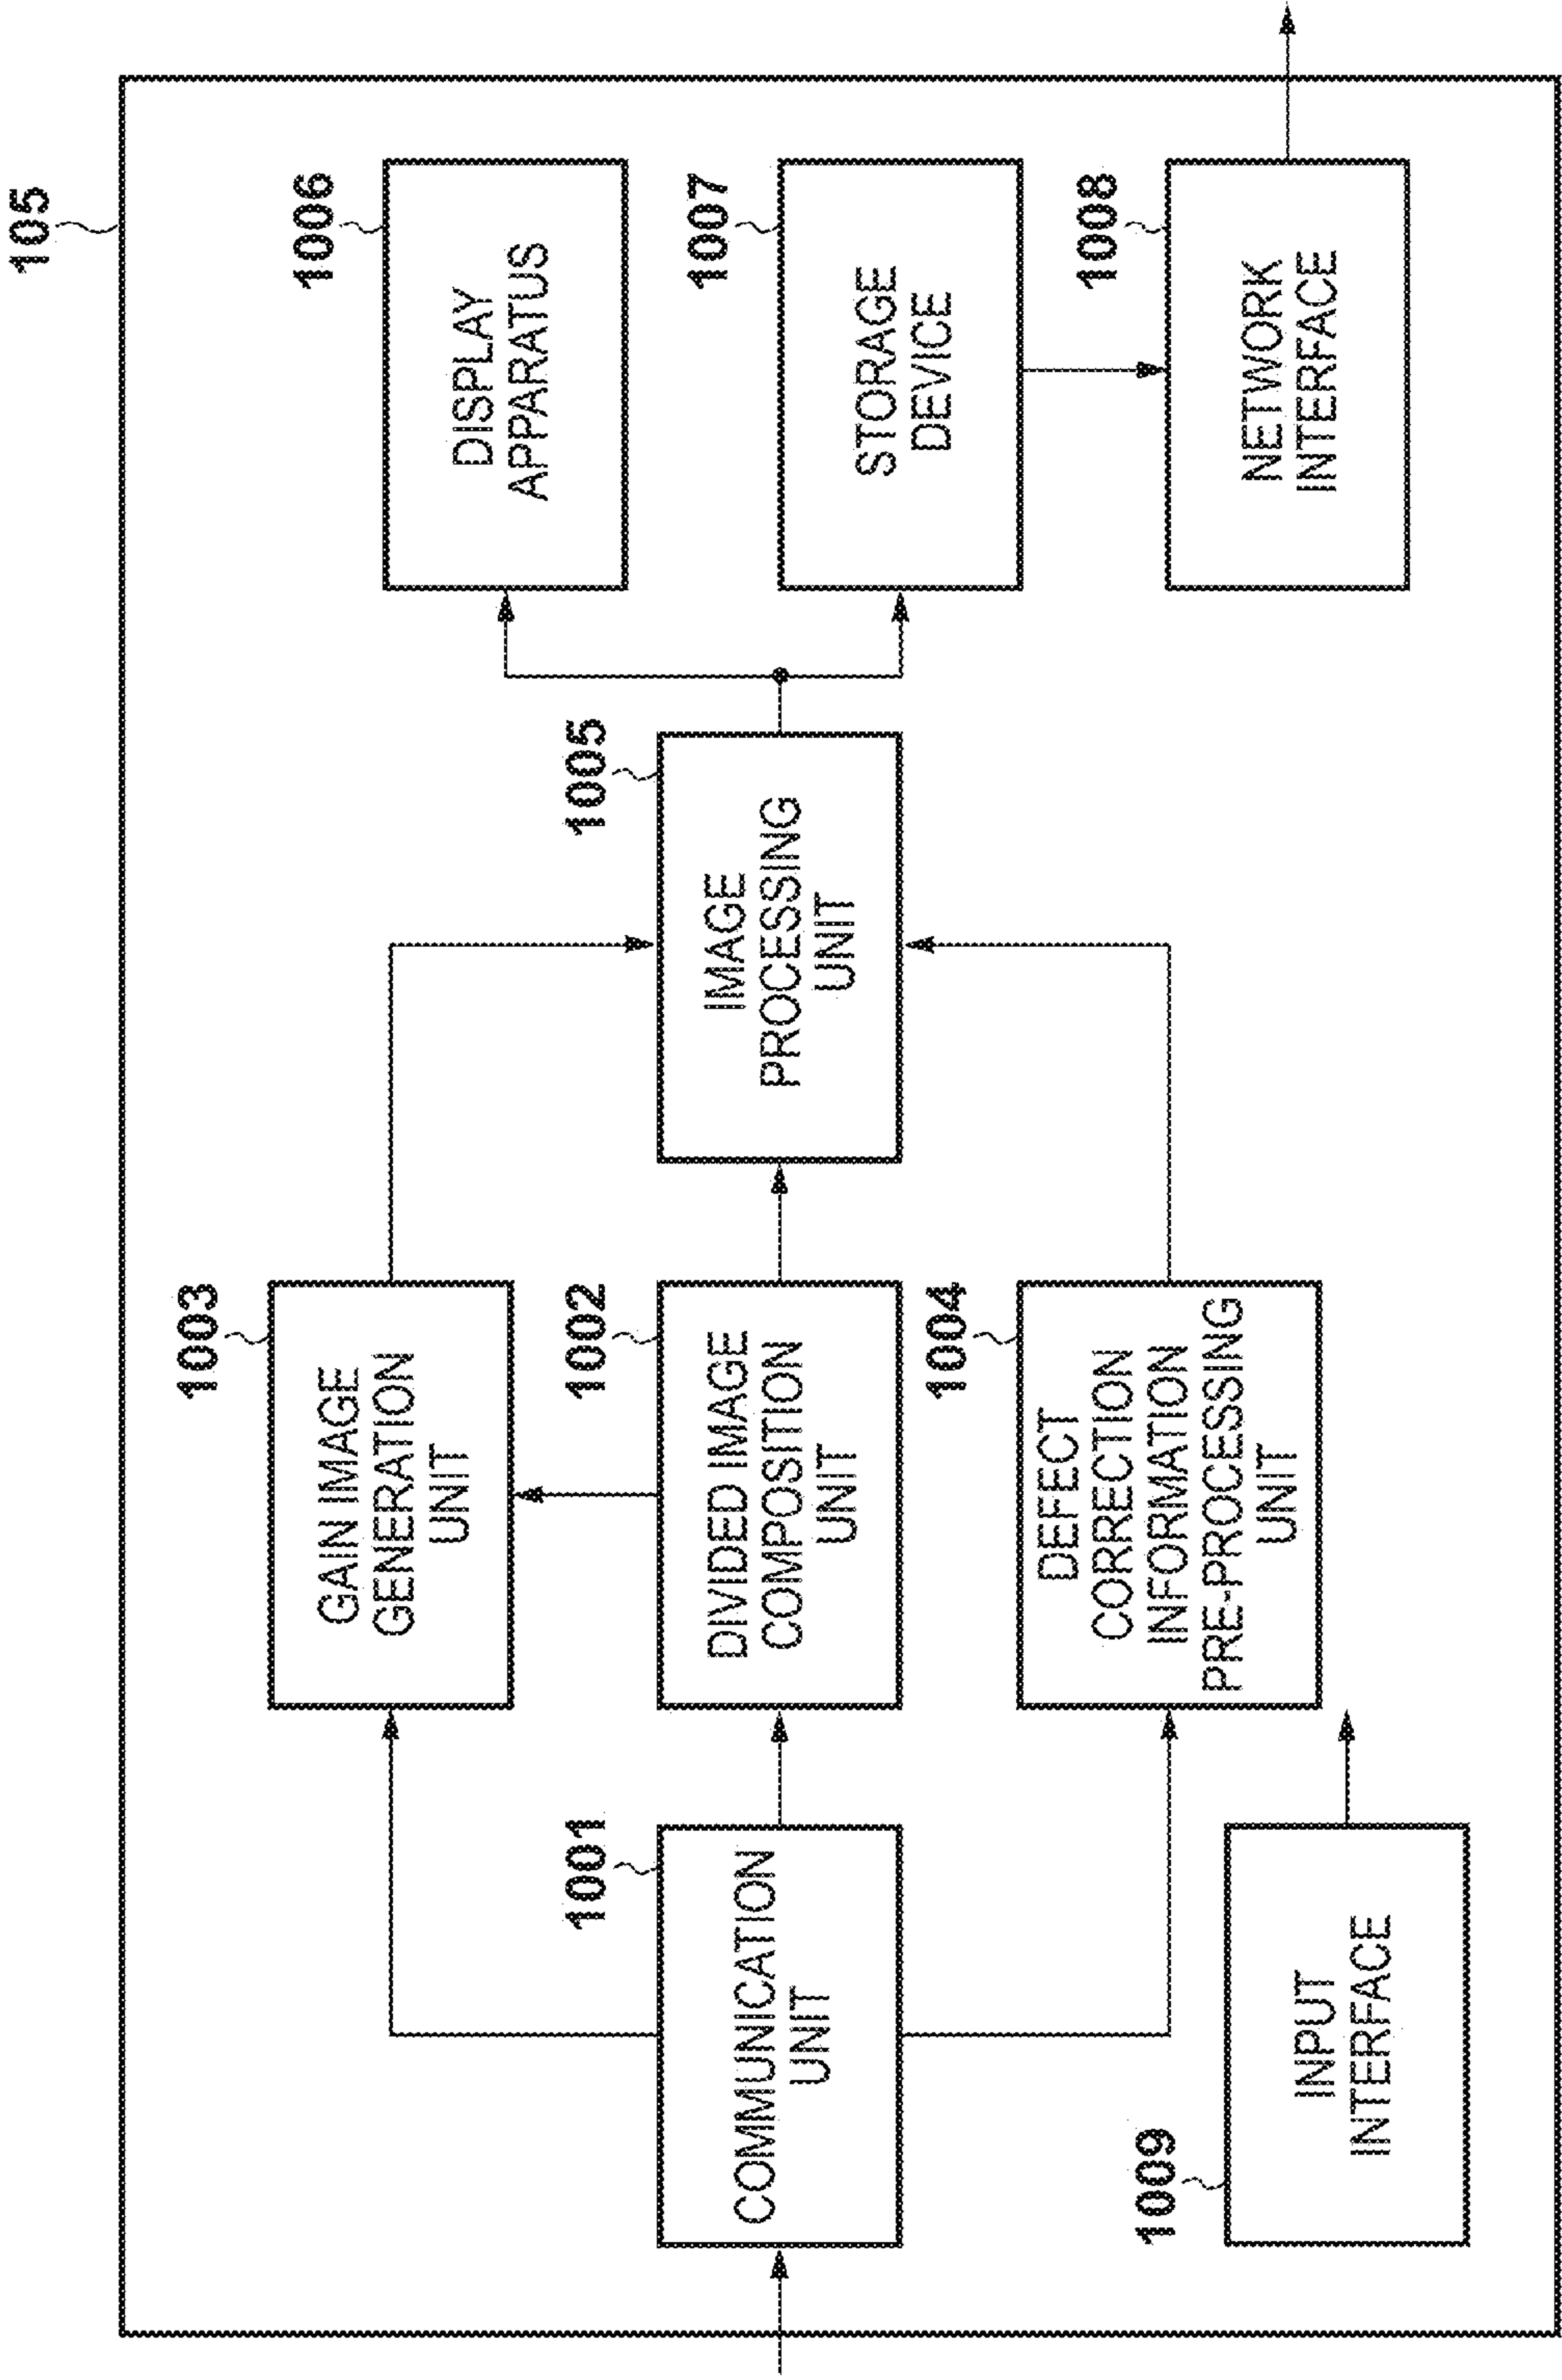 105
1003
GAIN IMAGE
GENERATION
UNIT
1006
DISPLAY
APPARATUS
1001
COMMUNICATION
UNIT
1002
DIVIDED IMAGE
COMPOSITION
UNIT
1005
IMAGE
PROCESSING
UNIT
1007
STORAGE
DEVICE
1004
DEFECT
CORRECTION
INFORMATION
PRE-PROCESSING
UNIT
1008
NETWORK
INTERFACE
1009
INPUT
INTERFACE